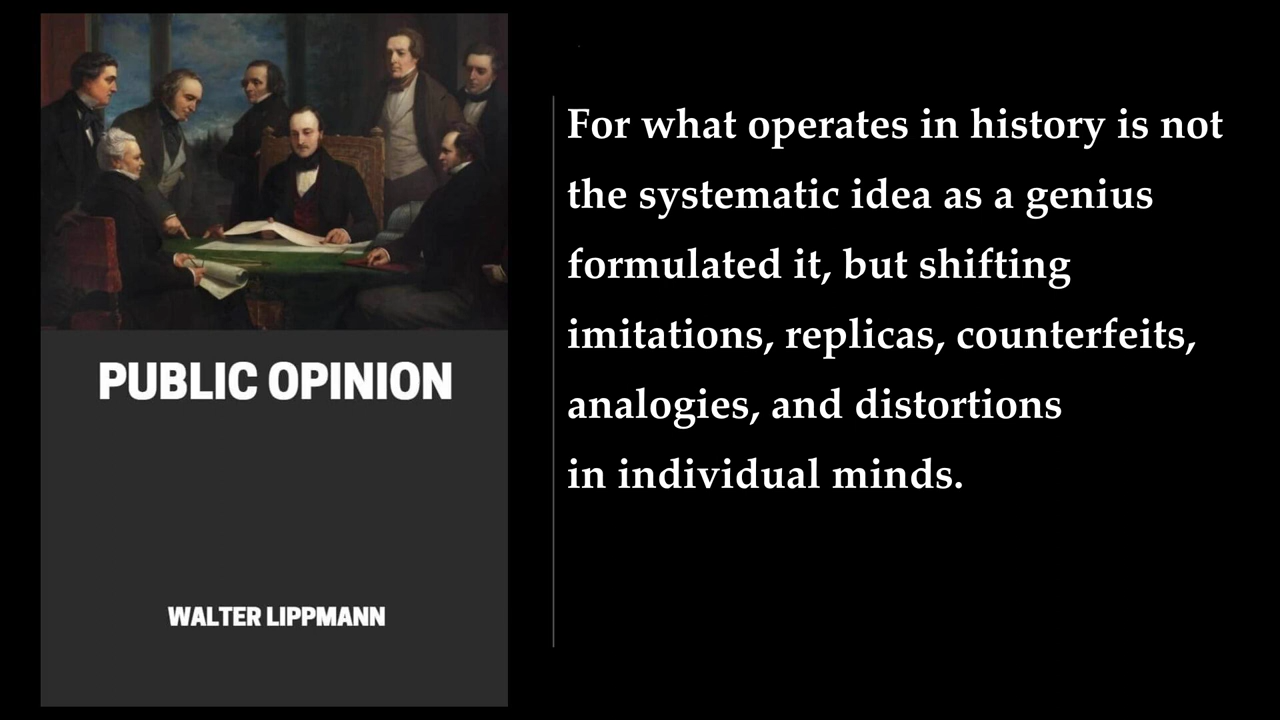 PUBLIC OPINION
WALTER LIPPMANN
For what operates in history is not
the systematic idea as a genius
formulated it, but shifting
imitations, replicas, counterfeits,
analogies, and distortions
in individual minds.